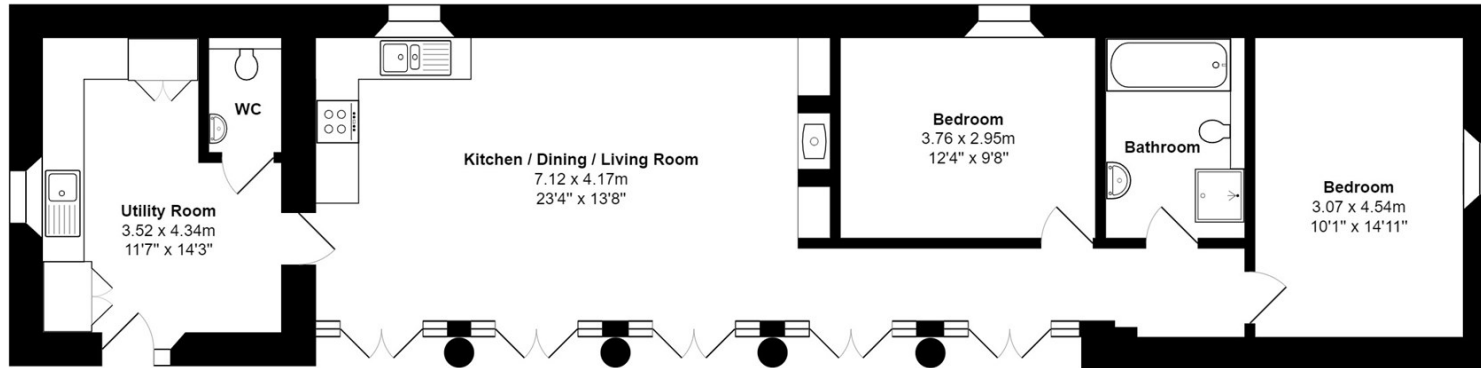 WC
Utility Room
3.52 x 4.34m
11'7" x 14'3"
Kitchen / Dining / Living Room
7.12 x 4.17m
23'4" x 13'8"
Bedroom
3.76 x 2.95m
12'4" x 9'8"
Bathroom
Bedroom
3.07 x 4.54m
10'1" x 14'11"